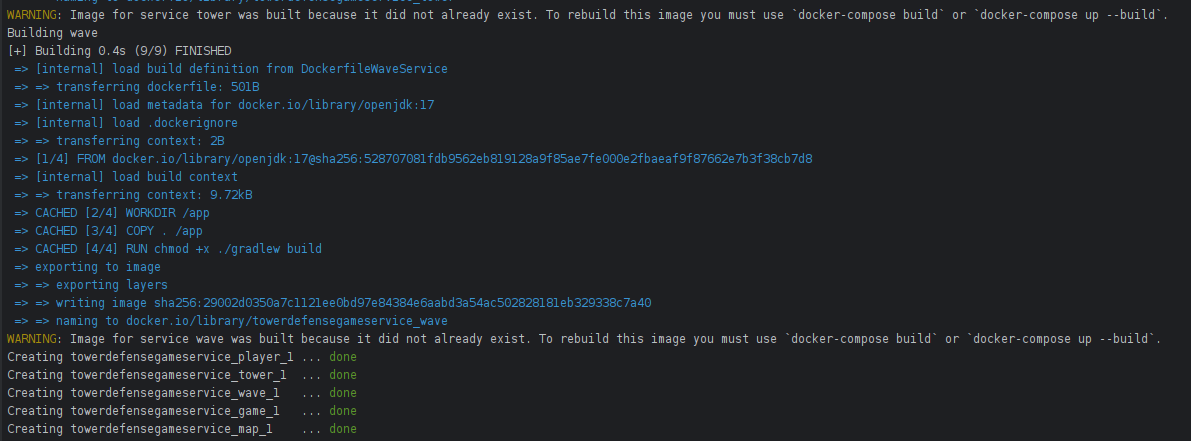 WARNING: Image for service tower was built because it did not already exist. To rebuild this image you must use `docker-compose build` or `docker-compose up --build`.
Building wave
[+] Building 0.4s (9/9) FINISHED
=> [internal] load build definition from DockerfileWaveService
=> => transferring dockerfile: 501B
=> [internal] load metadata for docker.io/library/openjdk:17
=> [internal] load .dockerignore
=> => transferring context: 2B
=> [1/4] FROM docker.io/library/openjdk:17@sha256:528707081fdb9562eb819128a9f85ae7fe000e2fbaeaf9f87662e7b3f38cb7d8
=> [internal] load build context
=> => transferring context: 9.72kB
=> CACHED [2/4] WORKDIR /app
=> CACHED [3/4] COPY . /app
=> CACHED [4/4] RUN chmod +x ./gradlew build
=> exporting to image
=> => exporting layers
=> => writing image sha256:29002d0350a7c1121ee0bd97e84384e6aabd3a54ac502828181eb329338c7a40
=> => naming to docker.io/library/towerdefensegameservice_wave
WARNING: Image for service wave was built because it did not already exist. To rebuild this image you must use `docker-compose build` or `docker-compose up --build`.
Creating towerdefensegameservice_player_1 ... done
Creating towerdefensegameservice_tower_1  ... done
Creating towerdefensegameservice_wave_1   ... done
Creating towerdefensegameservice_game_1   ... done
Creating towerdefensegameservice_map_1    ... done